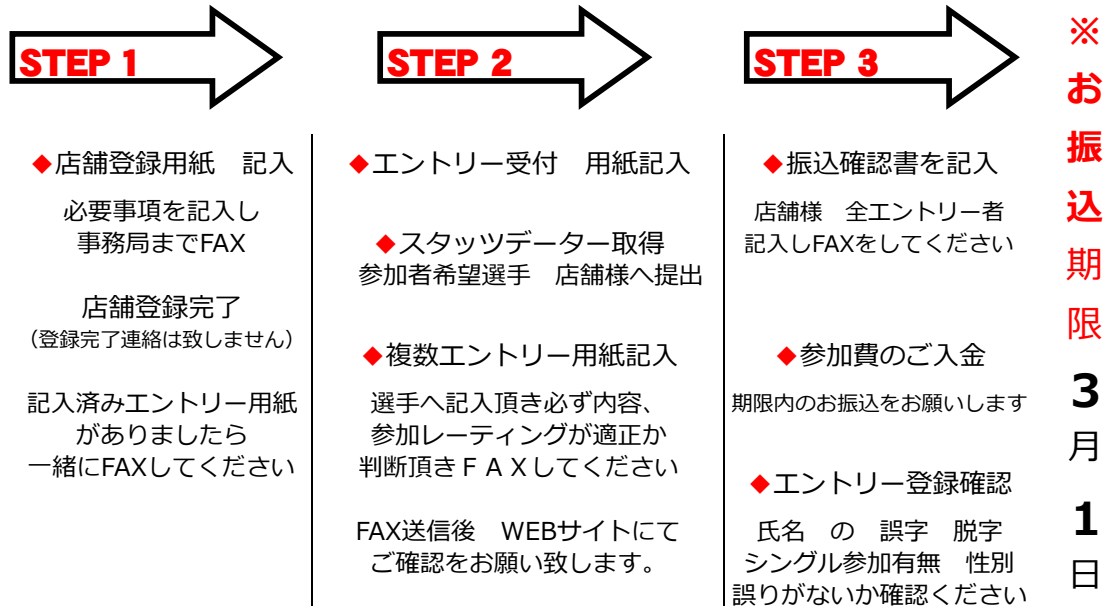 STEP 1
◆店舗登録用紙　記入
必要事項を記入し
事務局までFAX
店舗登録完了
（登録完了連絡は致しません）
記入済みエントリー用紙
がありましたら
一緒にFAXしてください
STEP 2
◆エントリー受付　用紙記入
◆スタッツデーター取得
参加者希望選手　店舗様へ提出
◆複数エントリー用紙記入
選手へ記入頂き必ず内容、
参加レーティングが適正か
判断頂きＦＡＸしてください
FAX送信後　WEBサイトにて
ご確認をお願い致します。
STEP 3
◆振込確認書を記入
店舗様　全エントリー者
記入しFAXをしてください
◆参加費のご入金
期限内のお振込をお願いします
◆エントリー登録確認
氏名　の　誤字　脱字
シングル参加有無　性別
誤りがないか確認ください
※お振込期限3月1日